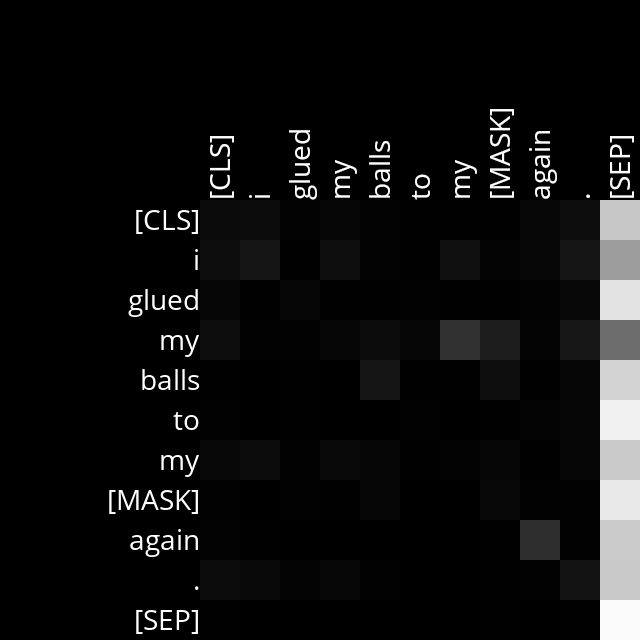 [CLS] i glued my balls to my [MASK] again . [SEP]
[CLS]
i
glued
my
balls
to
my
[MASK]
again
.
[SEP]